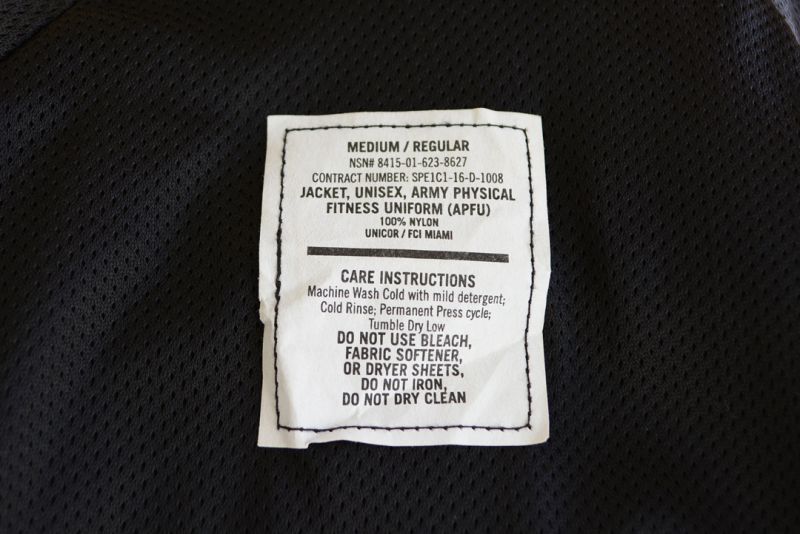 MEDIUM / REGULAR
NSN# 8415-01-623-8627
CONTRACT NUMBER: SPE1C1-16-D-1008
JACKET, UNISEX, ARMY PHYSICAL
FITNESS UNIFORM (APFU)
100% NYLON
UNICOR / FCI MIAMI
CARE INSTRUCTIONS
Machine Wash Cold with mild detergent;
Cold Rinse; Permanent Press cycle;
Tumble Dry Low
DO NOT USE BLEACH,
FABRIC SOFTENER,
OR DRYER SHEETS,
DO NOT IRON,
DO NOT DRY CLEAN